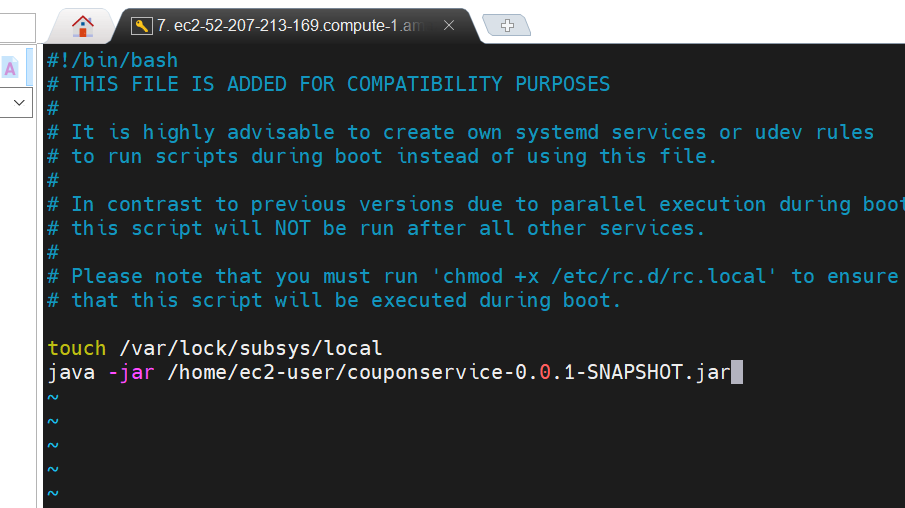 7. ec2-52-207-213-169.compute-1.am
A
#!/bin/bash
# THIS FILE IS ADDED FOR COMPATIBILITY PURPOSES
#
# It is highly advisable to create own systemd services or udev rules
# to run scripts during boot instead of using this file.
#
# In contrast to previous versions due to parallel execution during boot
# this script will NOT be run after all other services.
#
# Please note that you must run 'chmod +x /etc/rc.d/rc.local' to ensure
# that this script will be executed during boot.
touch /var/lock/subsys/local
java -jar /home/ec2-user/couponservice-0.0.1-SNAPSHOT.jar
~
~
~
~
~